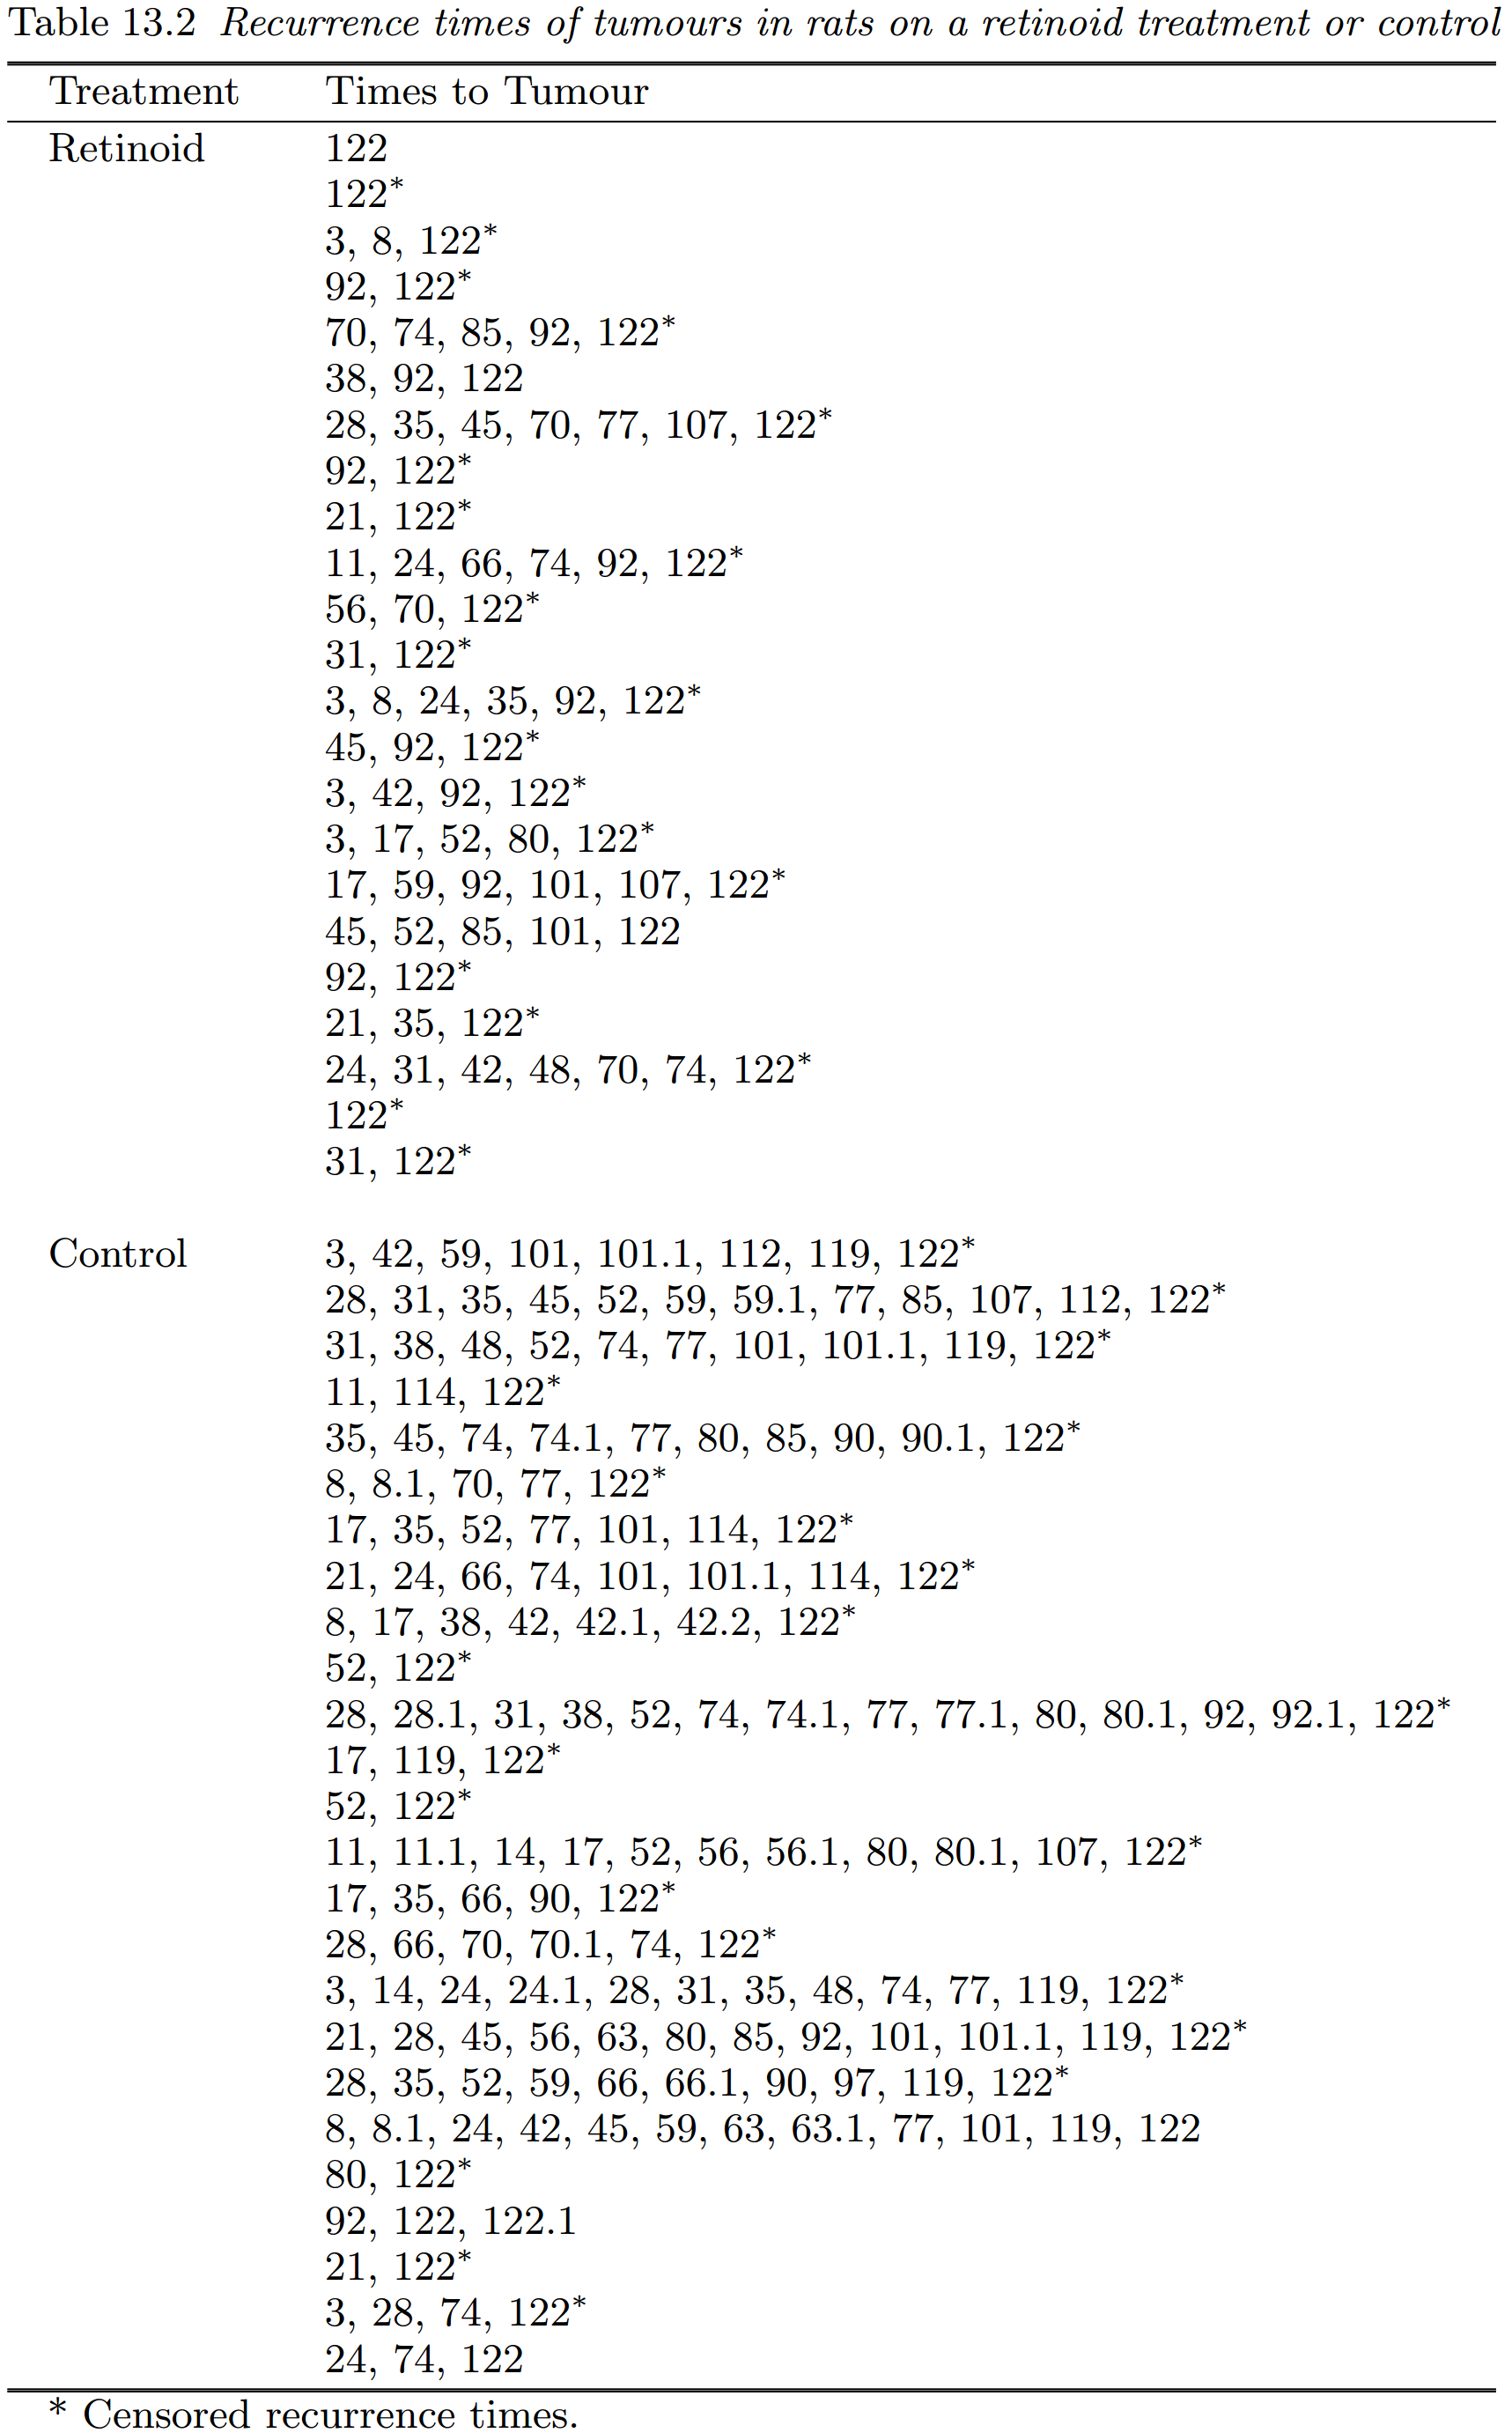 Table 13.2 Recurrence times of tumours in rats on a retinoid treatment or control
Treatment Times to Tumour
Retinoid 122
122*
3, 8, 122*
92, 122*
70, 74, 85, 92, 122*
38, 92, 122
28, 35, 45, 70, 77, 107, 122*
92, 122*
21, 122*
11, 24, 66, 74, 92, 122*
56, 70, 122*
31, 122*
3, 8, 24, 35, 92, 122*
45, 92, 122*
3, 42, 92, 122*
3, 17, 52, 80, 122*
17, 59, 92, 101, 107, 122*
45, 52, 85, 101, 122
92, 122*
21, 35, 122*
24, 31, 42, 48, 70, 74, 122*
122*
31, 122*
Control 3, 42, 59, 101, 101.1, 112, 119, 122*
28, 31, 35, 45, 52, 59, 59.1, 77, 85, 107, 112, 122*
31, 38, 48, 52, 74, 77, 101, 101.1, 119, 122*
11, 114, 122*
35, 45, 74, 74.1, 77, 80, 85, 90, 90.1, 122*
8, 8.1, 70, 77, 122*
17, 35, 52, 77, 101, 114, 122*
21, 24, 66, 74, 101, 101.1, 114, 122*
8, 17, 38, 42, 42.1, 42.2, 122*
52, 122*
28, 28.1, 31, 38, 52, 74, 74.1, 77, 77.1, 80, 80.1, 92, 92.1, 122*
17, 119, 122*
52, 122*
11, 11.1, 14, 17, 52, 56, 56.1, 80, 80.1, 107, 122*
17, 35, 66, 90, 122*
28, 66, 70, 70.1, 74, 122*
3, 14, 24, 24.1, 28, 31, 35, 48, 74, 77, 119, 122*
21, 28, 45, 56, 63, 80, 85, 92, 101, 101.1, 119, 122*
28, 35, 52, 59, 66, 66.1, 90, 97, 119, 122*
8, 8.1, 24, 42, 45, 59, 63, 63.1, 77, 101, 119, 122
80, 122*
92, 122, 122.1
21, 122*
3, 28, 74, 122*
24, 74, 122
* Censored recurrence times.